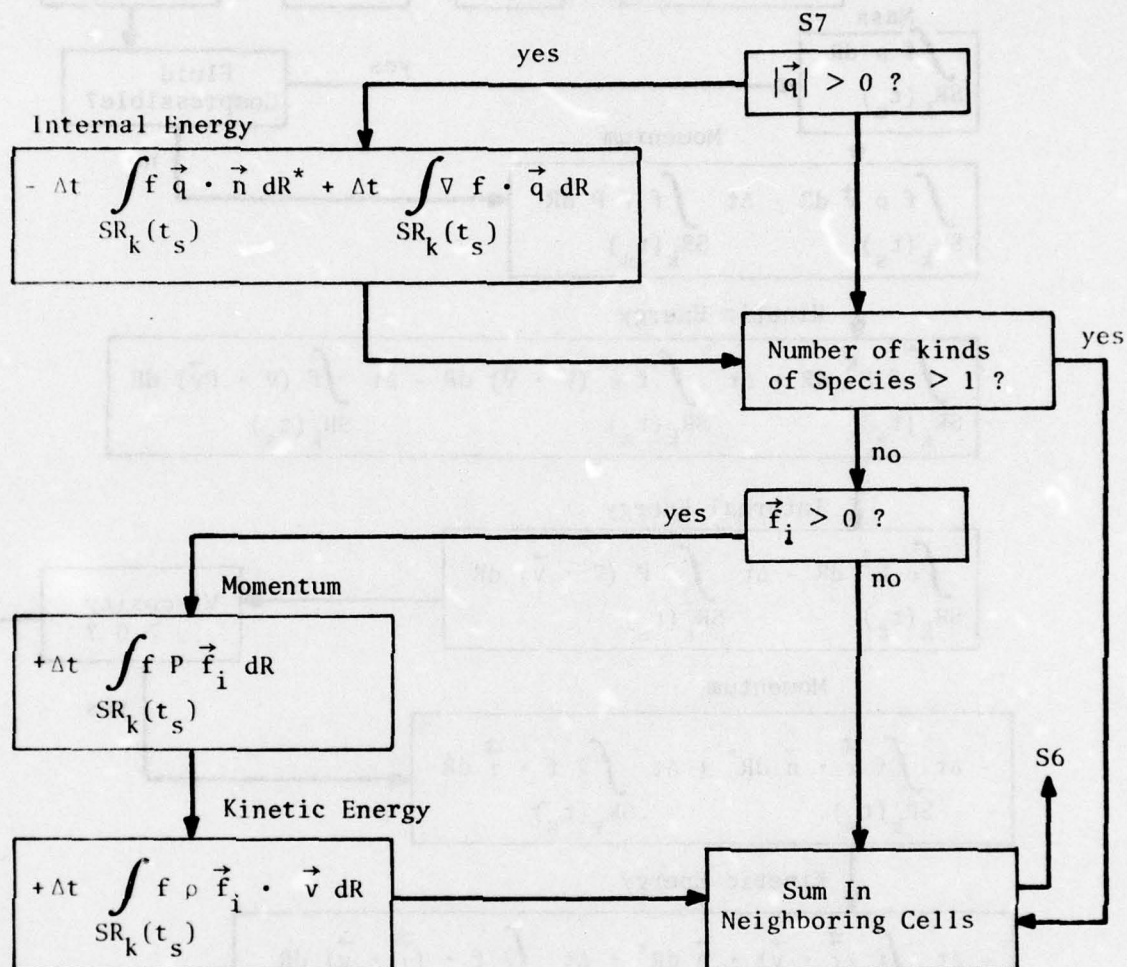 S7
yes
|q⃗| > 0 ?
Internal Energy
- Δt ∫ f q⃗ · n⃗ dR* + Δt ∫ ∇ f · q⃗ dR
SR_k(t_s) SR_k(t_s)
Number of kinds
of Species > 1 ?
yes
no
f⃗_i > 0 ?
yes
no
Momentum
+Δt ∫ f P f⃗_i dR
SR_k(t_s)
Kinetic Energy
+Δt ∫ f ρ f⃗_i · v⃗ dR
SR_k(t_s)
S6
Sum In
Neighboring Cells